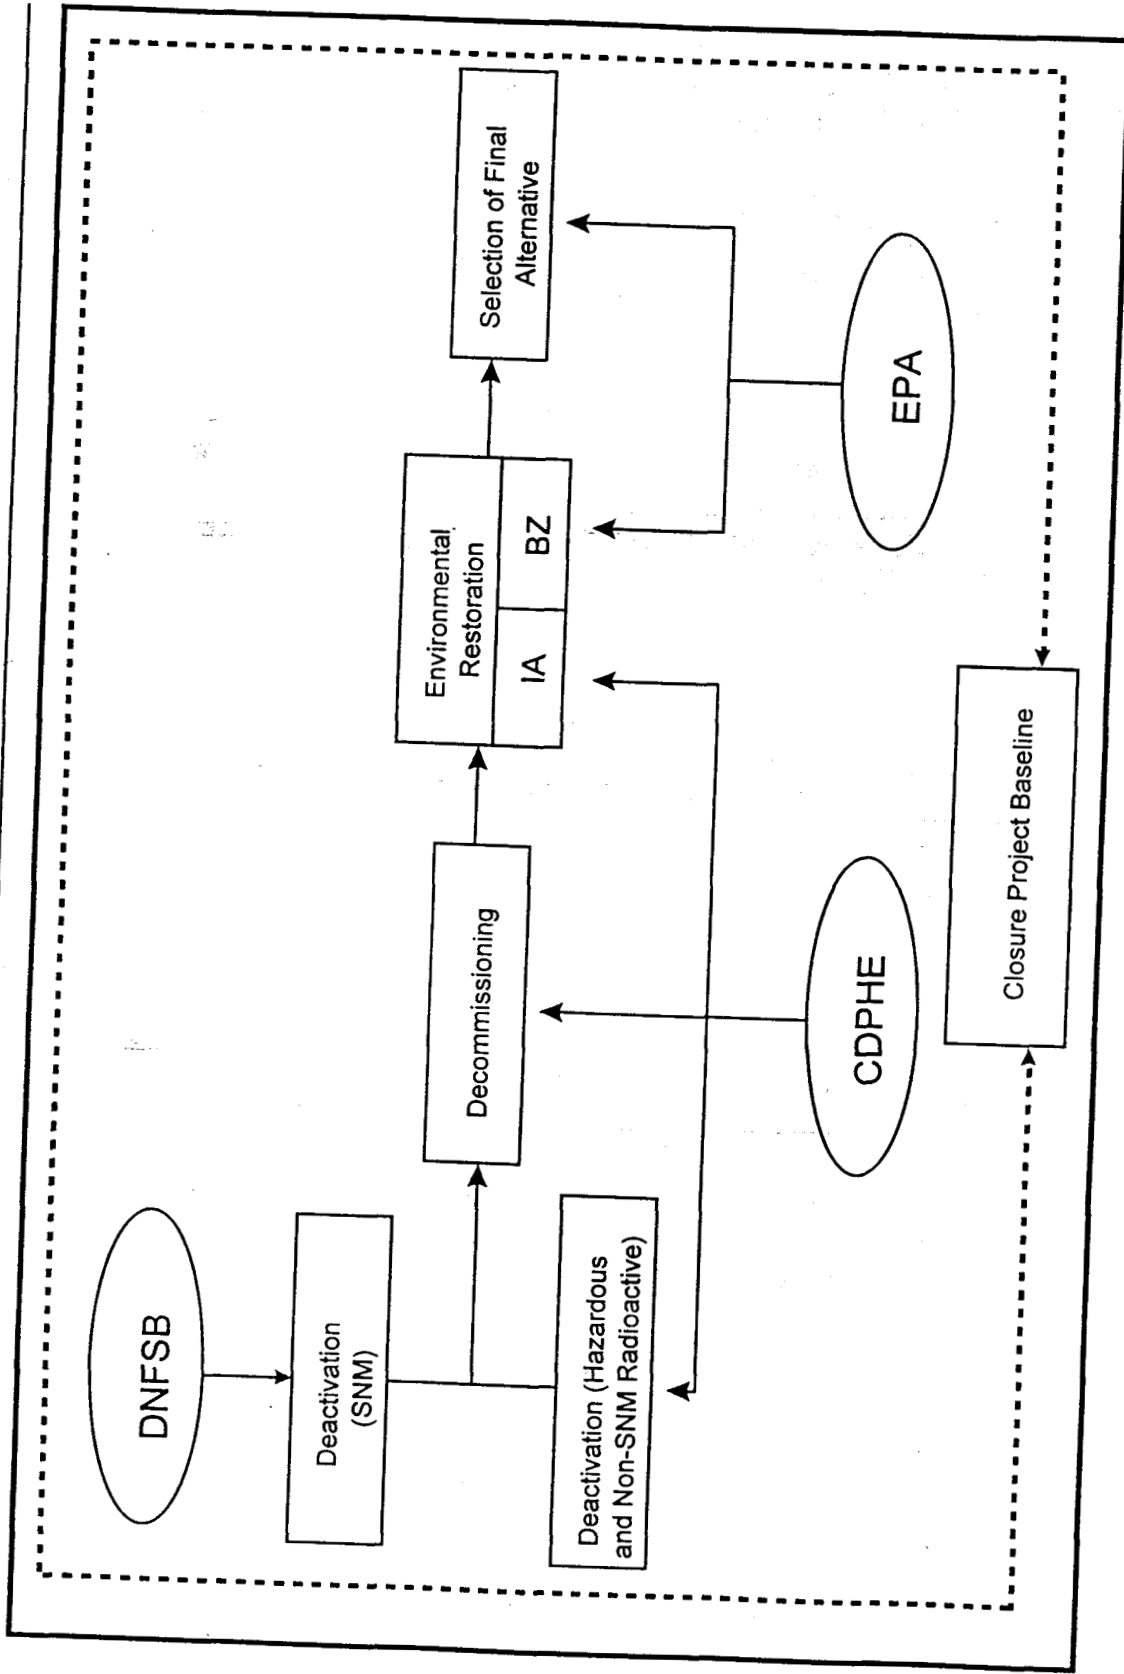 DNFSB
Deactivation
(SNM)
Deactivation (Hazardous
and Non-SNM Radioactive)
Decommissioning
CDPHE
Environmental
Restoration
IA
BZ
Selection of Final
Alternative
EPA
Closure Project Baseline